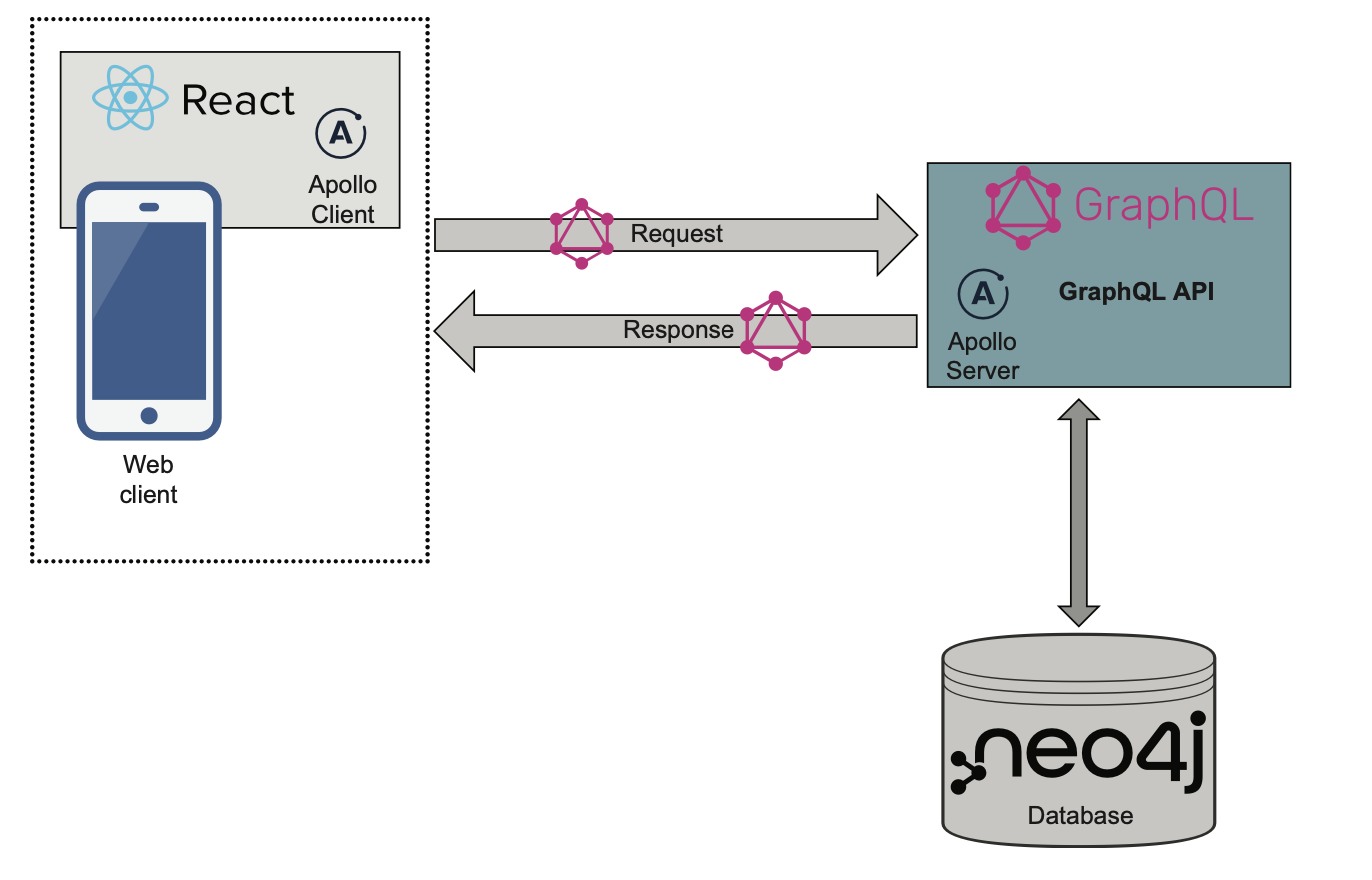 React
A
Apollo
Client
Web
client
Request
Response
GraphQL
A
GraphQL API
Apollo
Server
neo4j
Database